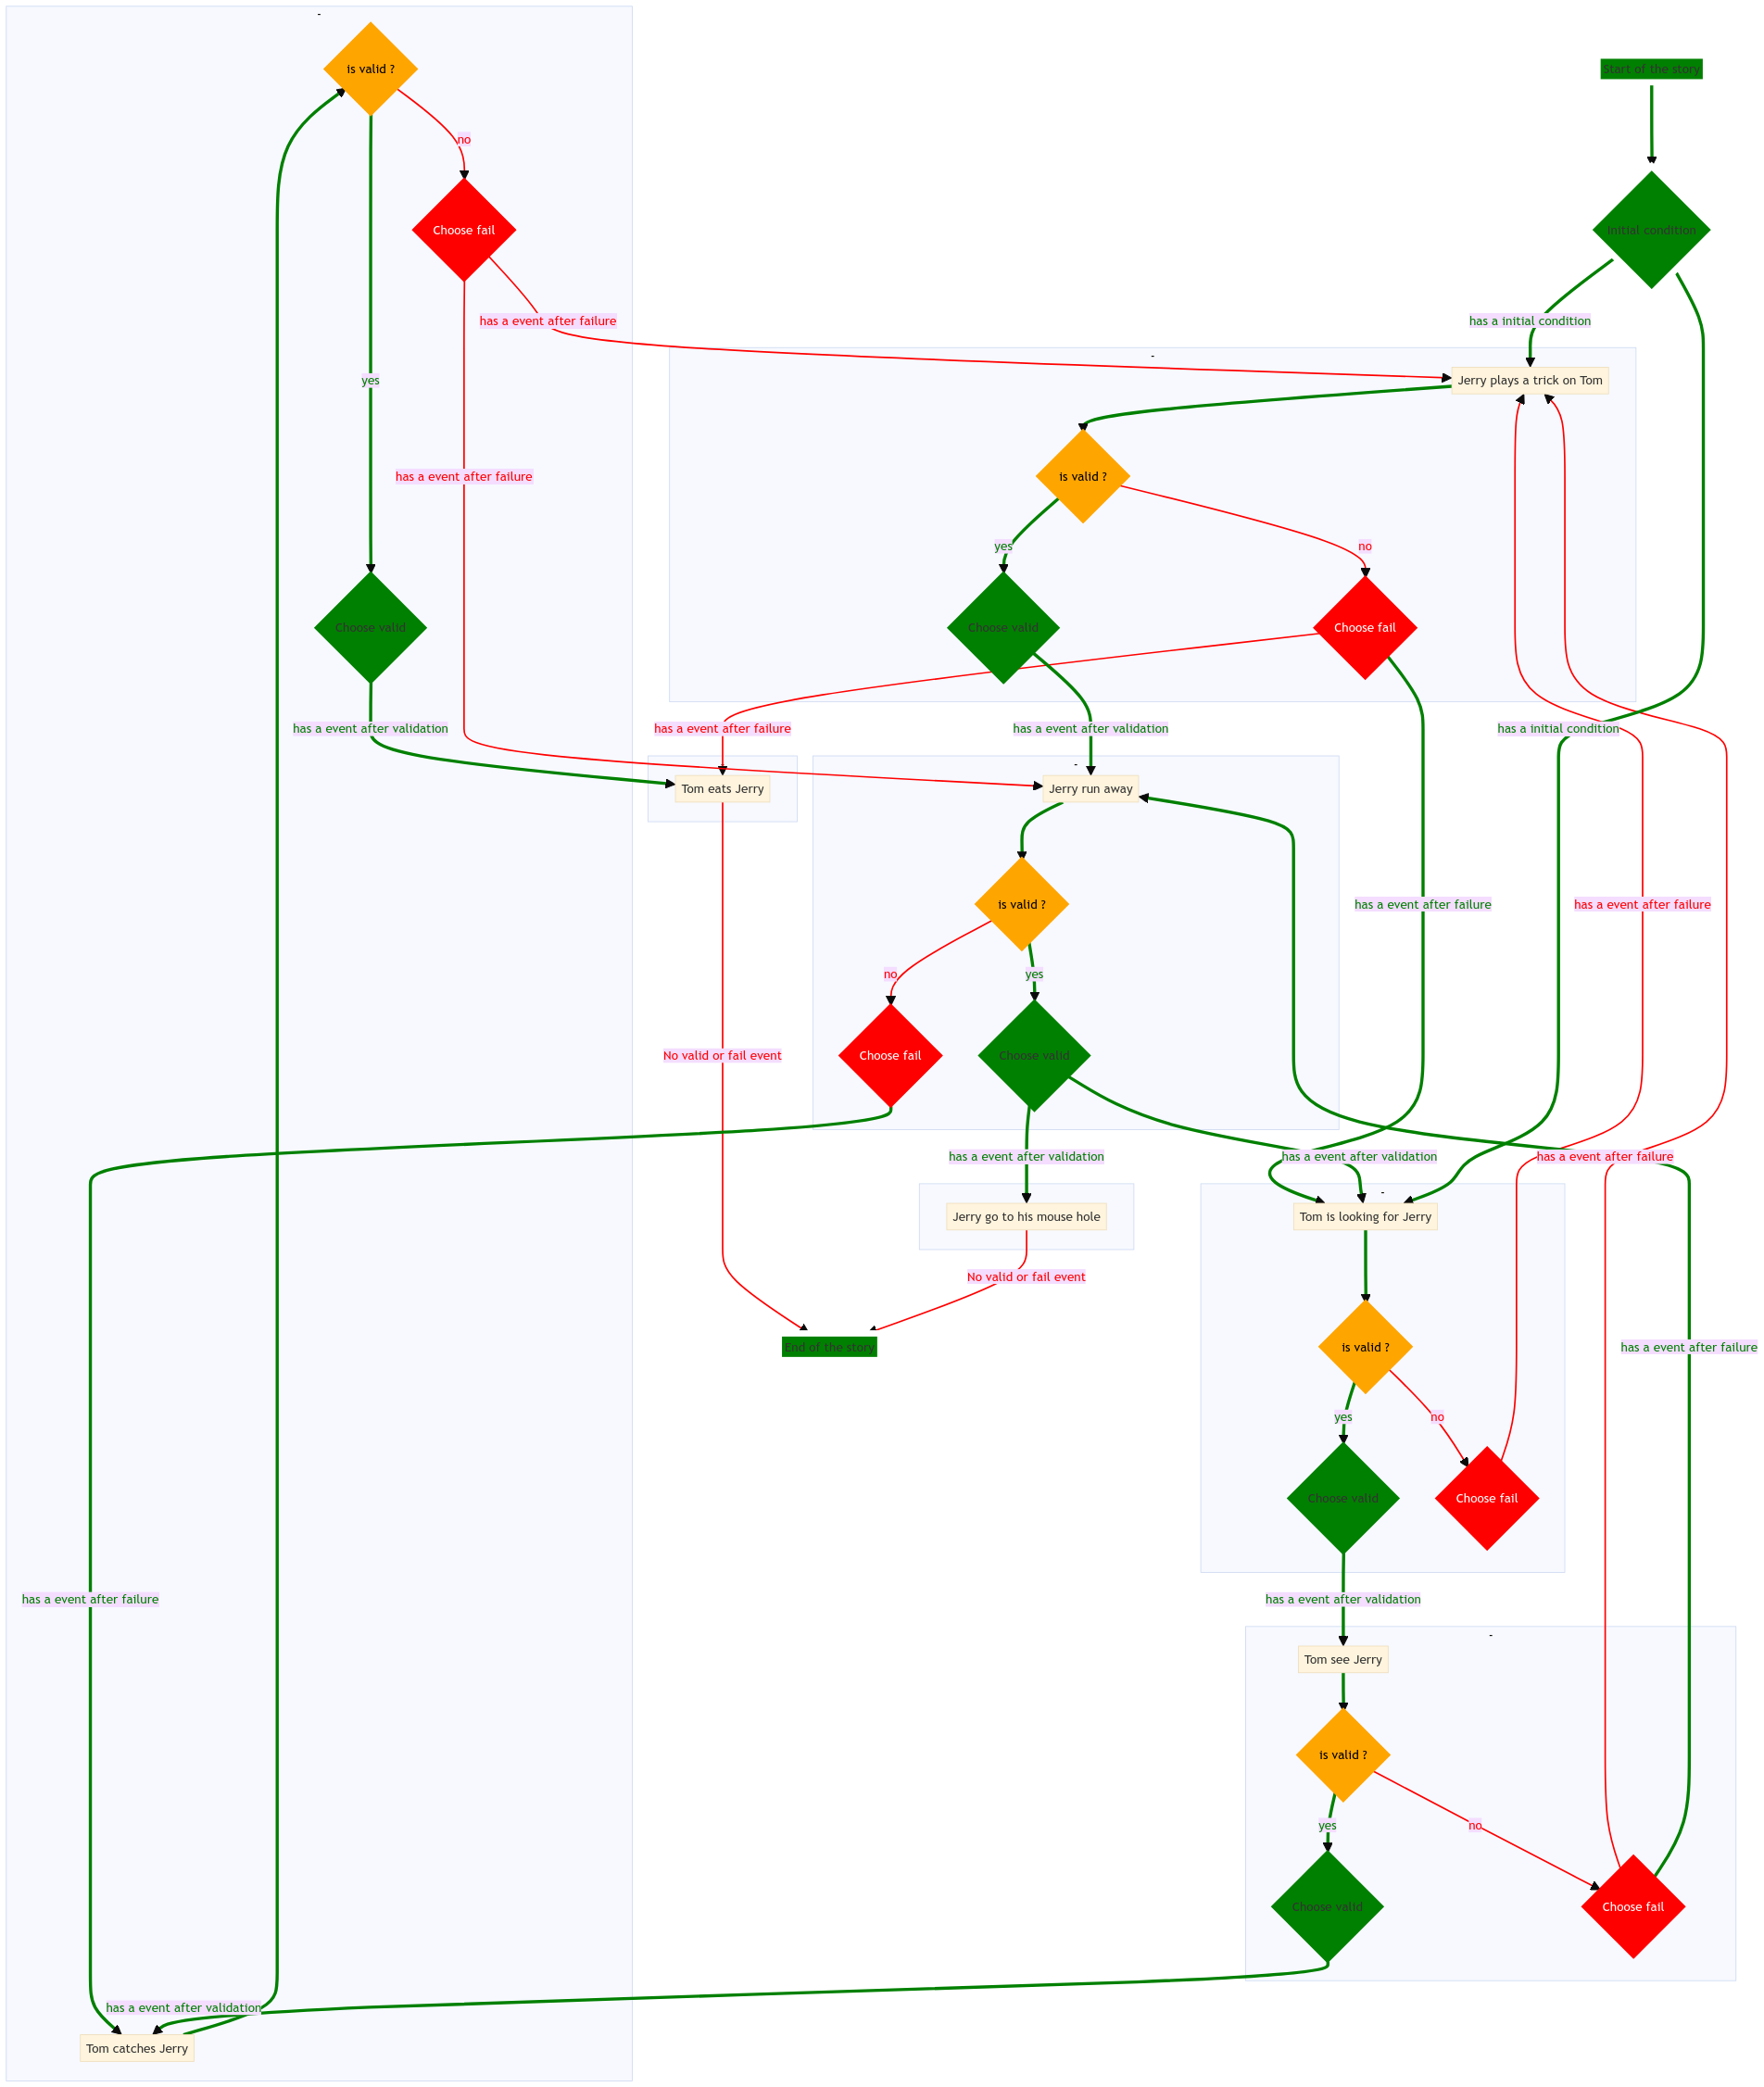 -
is valid ?
Start of the story
no
Choose fail
Initial condition
has a event after failure
has a initial condition
-
yes
Jerry plays a trick on Tom
has a event after failure
is valid ?
yes
no
Choose valid
Choose valid
Choose fail
has a event after validation
has a event after failure
has a event after validation
has a initial condition
-
Tom eats Jerry
Jerry run away
is valid ?
has a event after failure
has a event after failure
no
yes
No valid or fail event
Choose fail
Choose valid
has a event after validation
has a event after validation
has a event after failure
-
Jerry go to his mouse hole
Tom is looking for Jerry
No valid or fail event
End of the story
is valid ?
has a event after failure
yes
no
Choose valid
Choose fail
has a event after failure
has a event after validation
-
Tom see Jerry
is valid ?
yes
no
Choose valid
Choose fail
has a event after validation
Tom catches Jerry